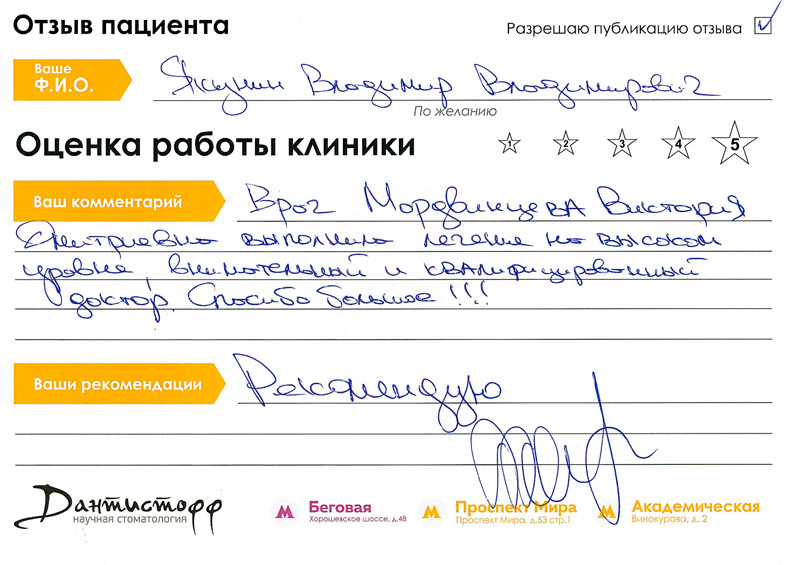 Отзыв пациента
Разрешаю публикацию отзыва
Ваше
Ф.И.О.
Якунин Владимир Владимирович
По желанию
Оценка работы клиники
1 2 3 4 5
Ваш комментарий
Врач Мордвинцева Виктория
Дмитриевна выполнила лечение на высоком
уровне, внимательный и квалифицированный
доктор. Спасибо большое!!!
Ваши рекомендации
Рекомендую
Дантистофф
научная стоматология
Беговая
Хорошевское шоссе, д.48
Проспект Мира
Проспект Мира, д.53 стр.1
Академическая
Винокурова, д. 2